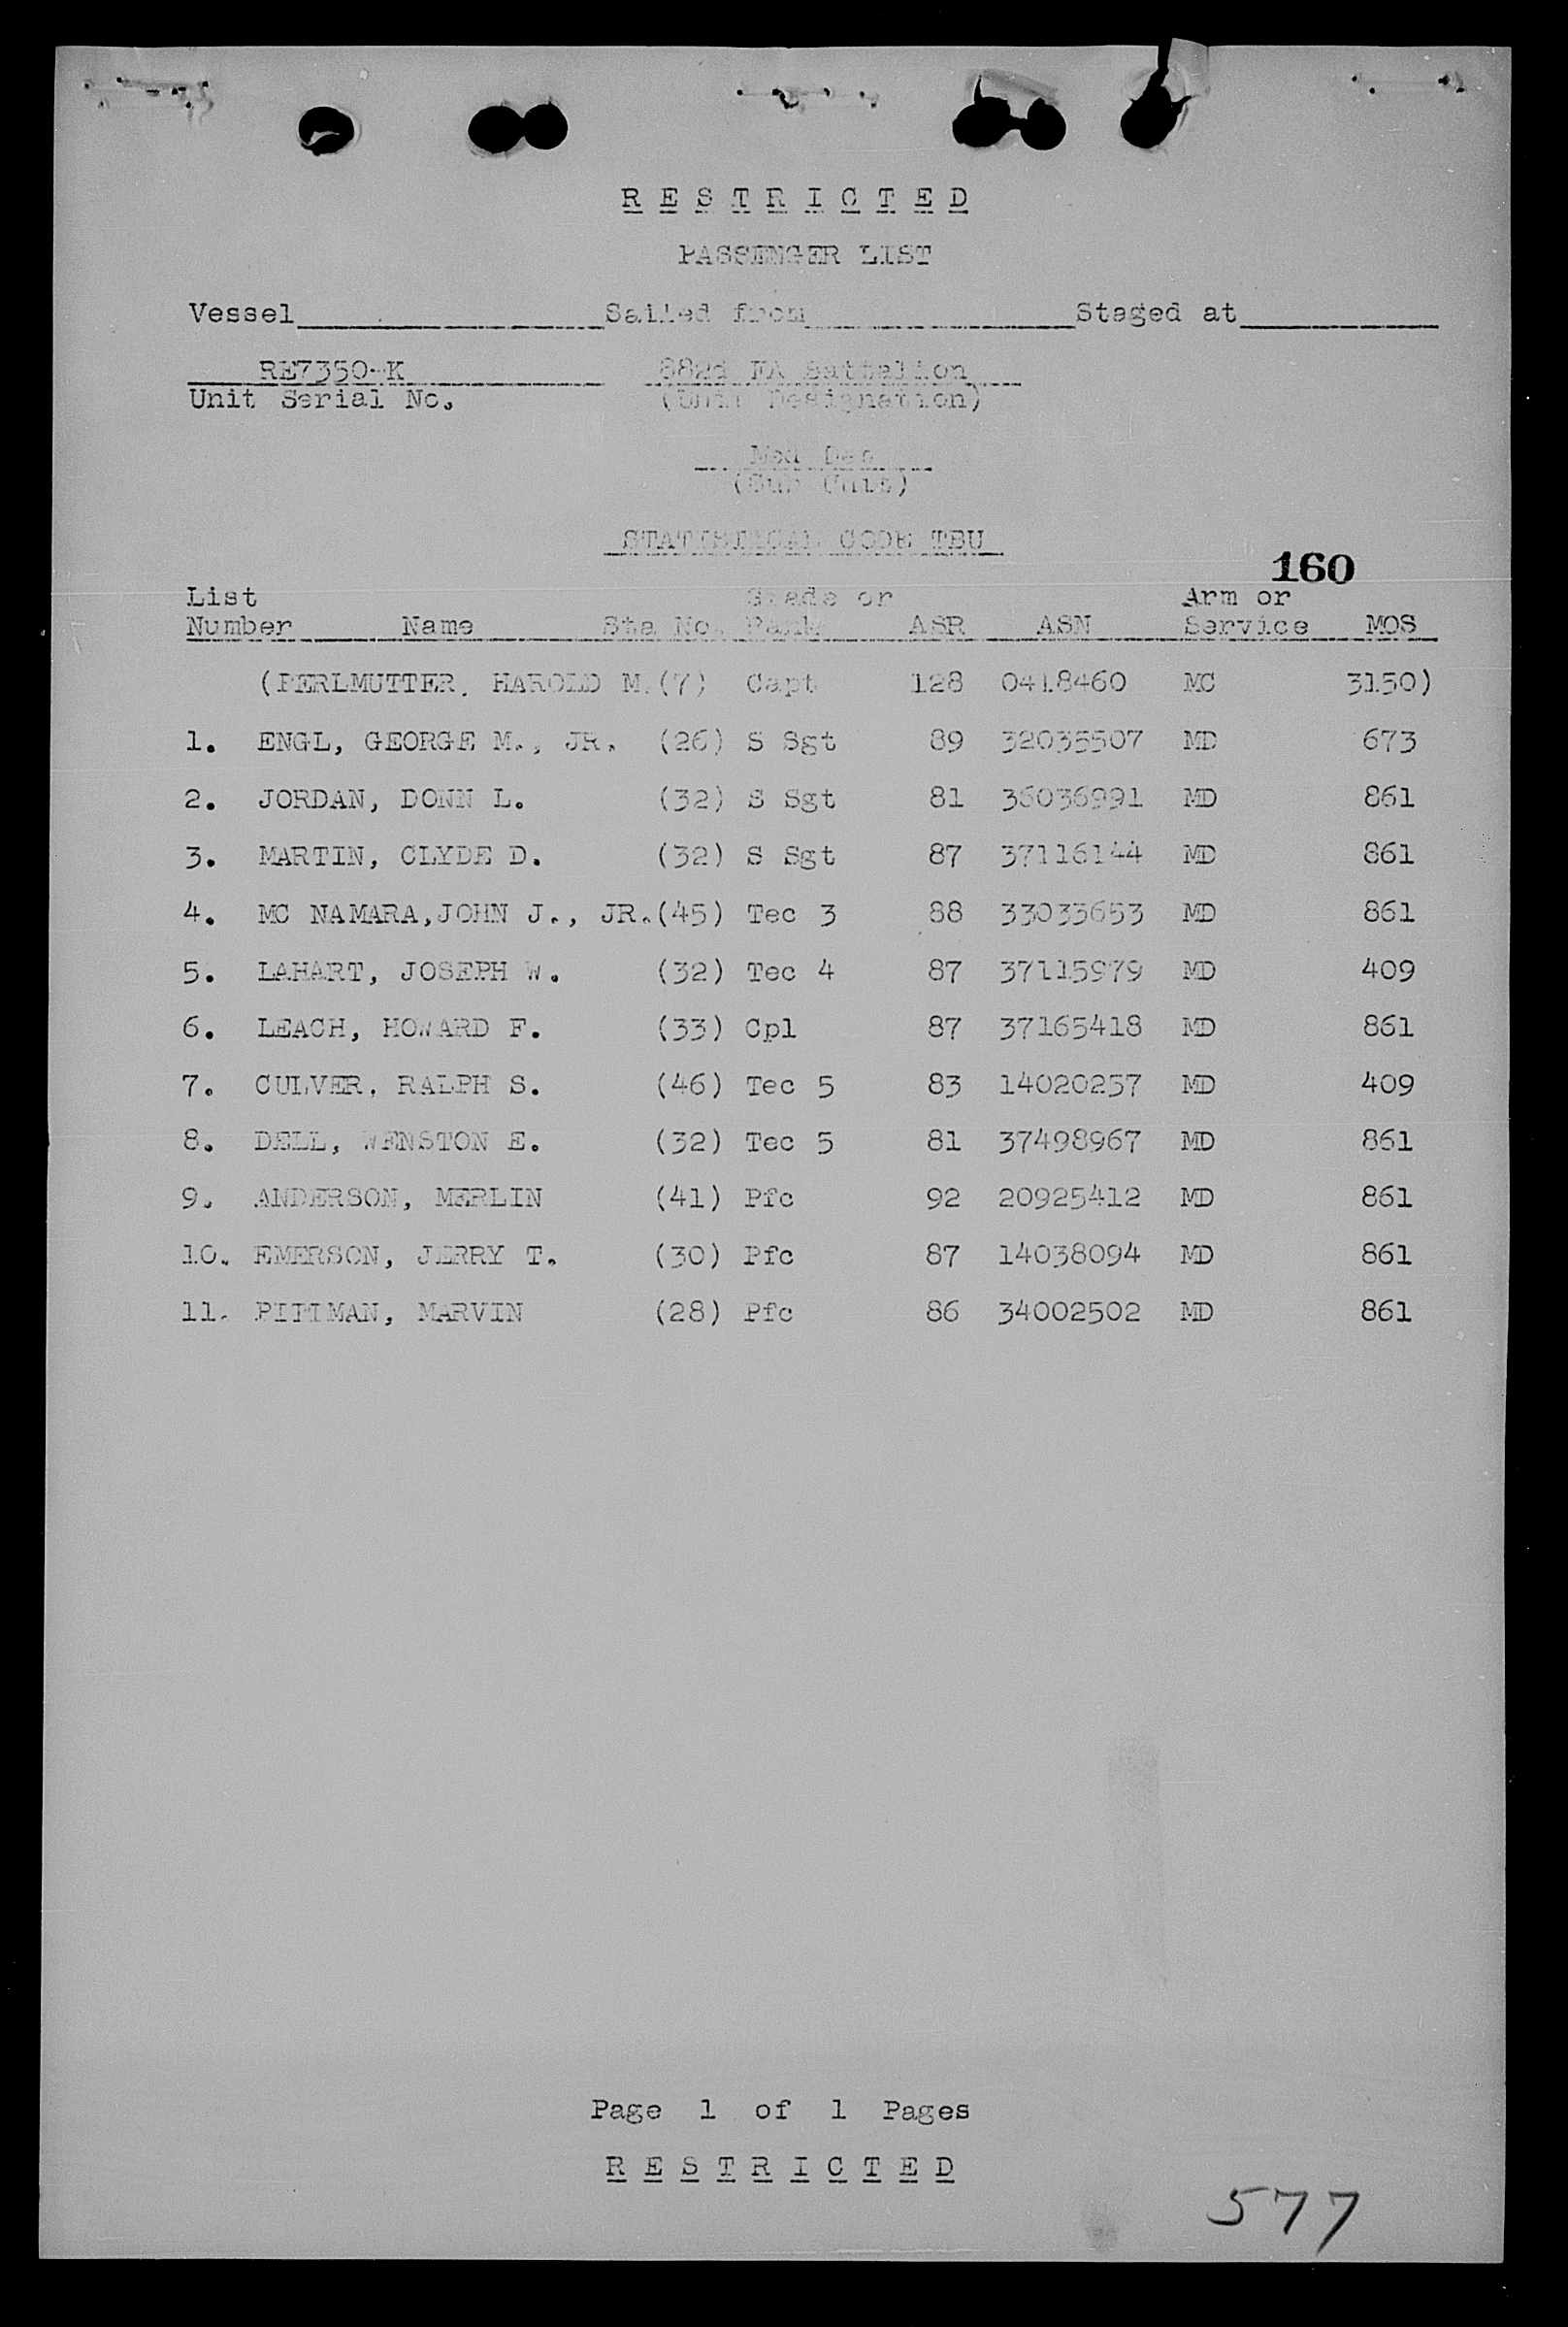 R E S T R I C T E D
PASSENGER LIST
Vessel Sailed from Staged at
RE7350-K 882d FA Battalion
Unit Serial No. (Unit Designation)
Med Det
(Sub Unit)
STATISTICAL CODE TBU
160
List Grade or Arm or
Number Name Sta No. Rank ASR ASN Service MOS
(PERLMUTTER, HAROLD M.(7) Capt 128 0418460 MC 3150)
1. ENGL, GEORGE M., JR. (26) S Sgt 89 32035507 MD 673
2. JORDAN, DONN L. (32) S Sgt 81 36036991 MD 861
3. MARTIN, CLYDE D. (32) S Sgt 87 37116144 MD 861
4. MC NAMARA,JOHN J., JR.(45) Tec 3 88 33033653 MD 861
5. LAHART, JOSEPH W. (32) Tec 4 87 37115979 MD 409
6. LEACH, HOWARD F. (33) Cpl 87 37165418 MD 861
7. CULVER, RALPH S. (46) Tec 5 83 14020257 MD 409
8. DELL, WENSTON E. (32) Tec 5 81 37498967 MD 861
9. ANDERSON, MERLIN (41) Pfc 92 20925412 MD 861
10. EMERSON, JERRY T. (30) Pfc 87 14038094 MD 861
11. PITTMAN, MARVIN (28) Pfc 86 34002502 MD 861
Page 1 of 1 Pages
R E S T R I C T E D
577